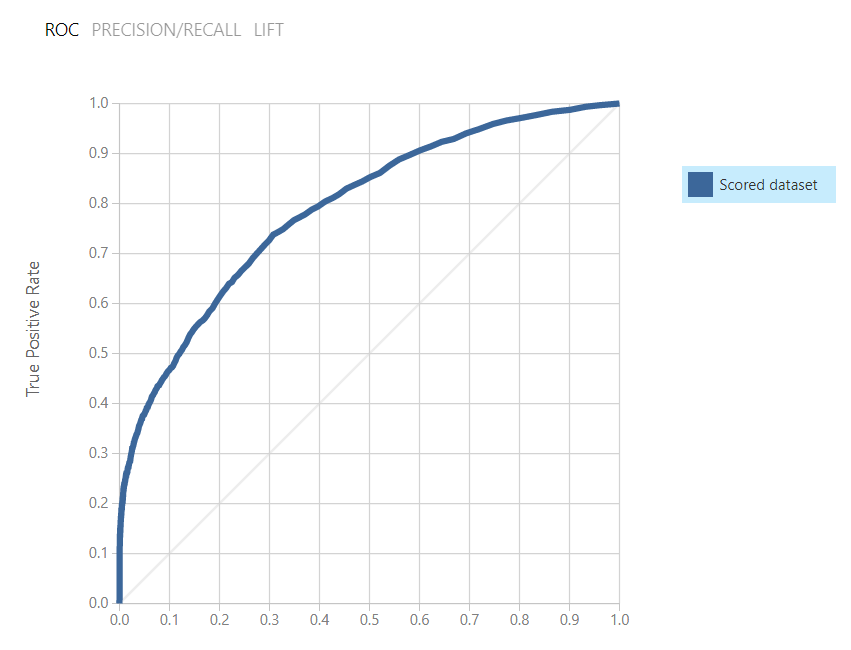 ROC PRECISION/RECALL LIFT
1.0
0.9
Scored dataset
0.8
0.7
0.6
True Positive Rate
0.5
0.4
0.3
0.2
0.1
0.0
0.0 0.1 0.2 0.3 0.4 0.5 0.6 0.7 0.8 0.9 1.0